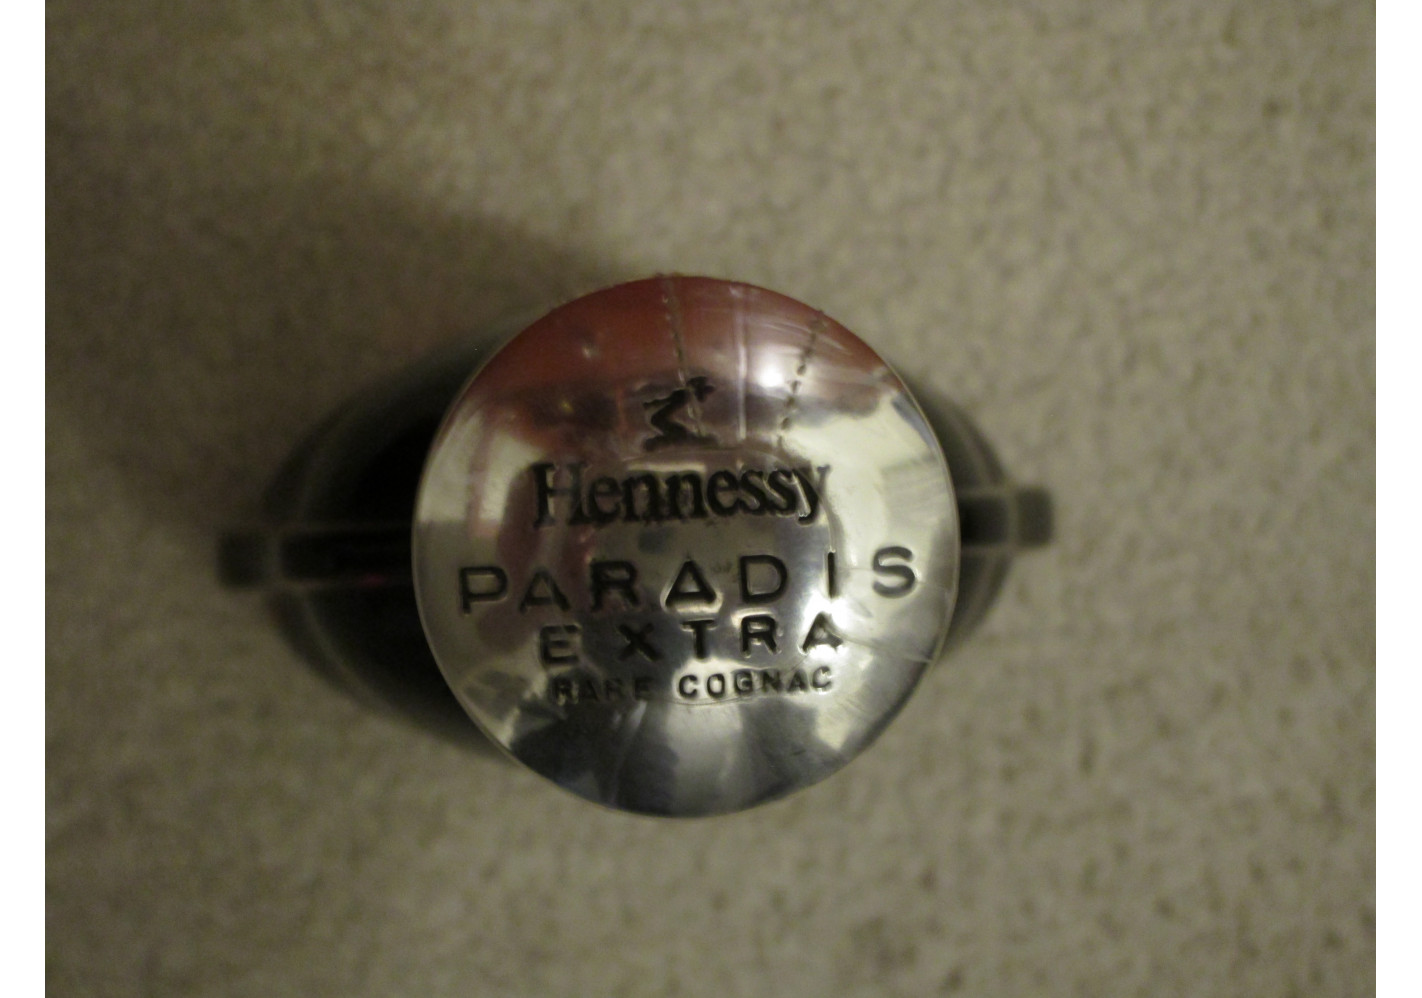 Hennessy
PARADIS
EXTRA
RARE COGNAC